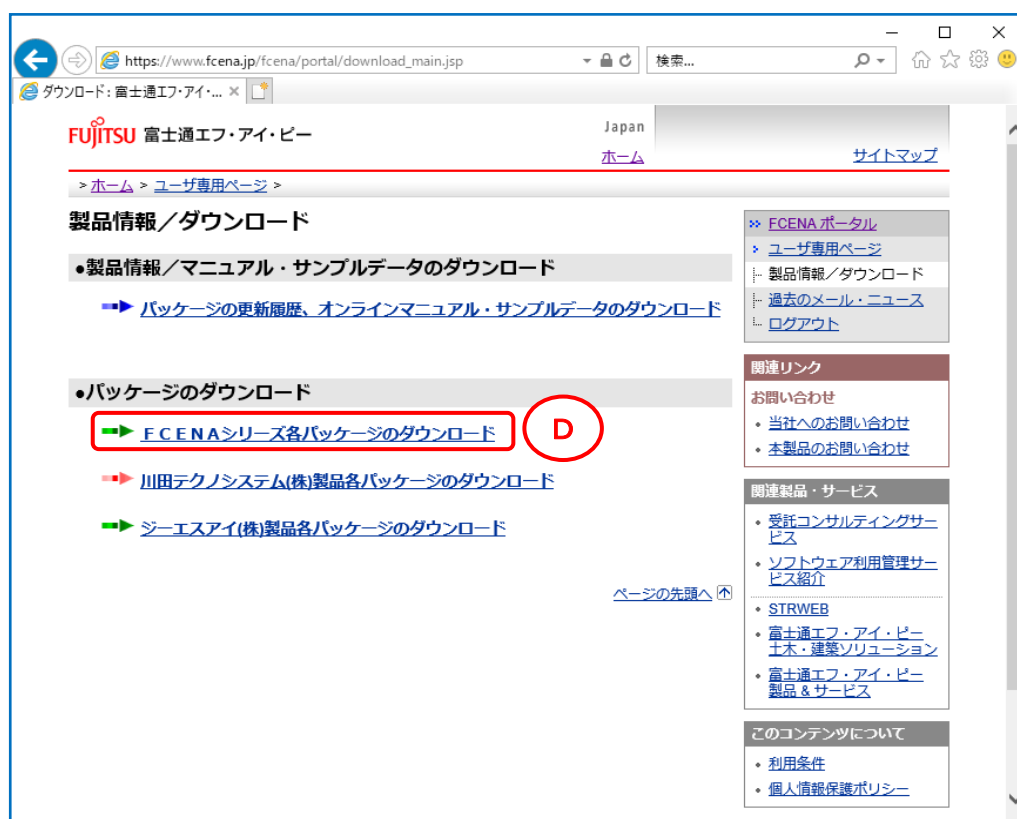 https://www.fcena.jp/fcena/portal/download_main.jsp
検索...
ダウンロード : 富士通エフ・アイ・...
FUJITSU 富士通エフ・アイ・ピー
Japan
ホーム
サイトマップ
> ホーム > ユーザ専用ページ >
製品情報／ダウンロード
●製品情報／マニュアル・サンプルデータのダウンロード
パッケージの更新履歴、オンラインマニュアル・サンプルデータのダウンロード
●パッケージのダウンロード
ＦＣＥＮＡシリーズ各パッケージのダウンロード
D
川田テクノシステム(株)製品各パッケージのダウンロード
ジーエスアイ(株)製品各パッケージのダウンロード
ページの先頭へ
FCENA ポータル
ユーザ専用ページ
製品情報／ダウンロード
過去のメール・ニュース
ログアウト
関連リンク
お問い合わせ
当社へのお問い合わせ
本製品のお問い合わせ
関連製品・サービス
受託コンサルティングサー
ビス
ソフトウェア利用管理サー
ビス紹介
STRWEB
富士通エフ・アイ・ピー
土木・建築ソリューション
富士通エフ・アイ・ピー
製品 & サービス
このコンテンツについて
利用条件
個人情報保護ポリシー